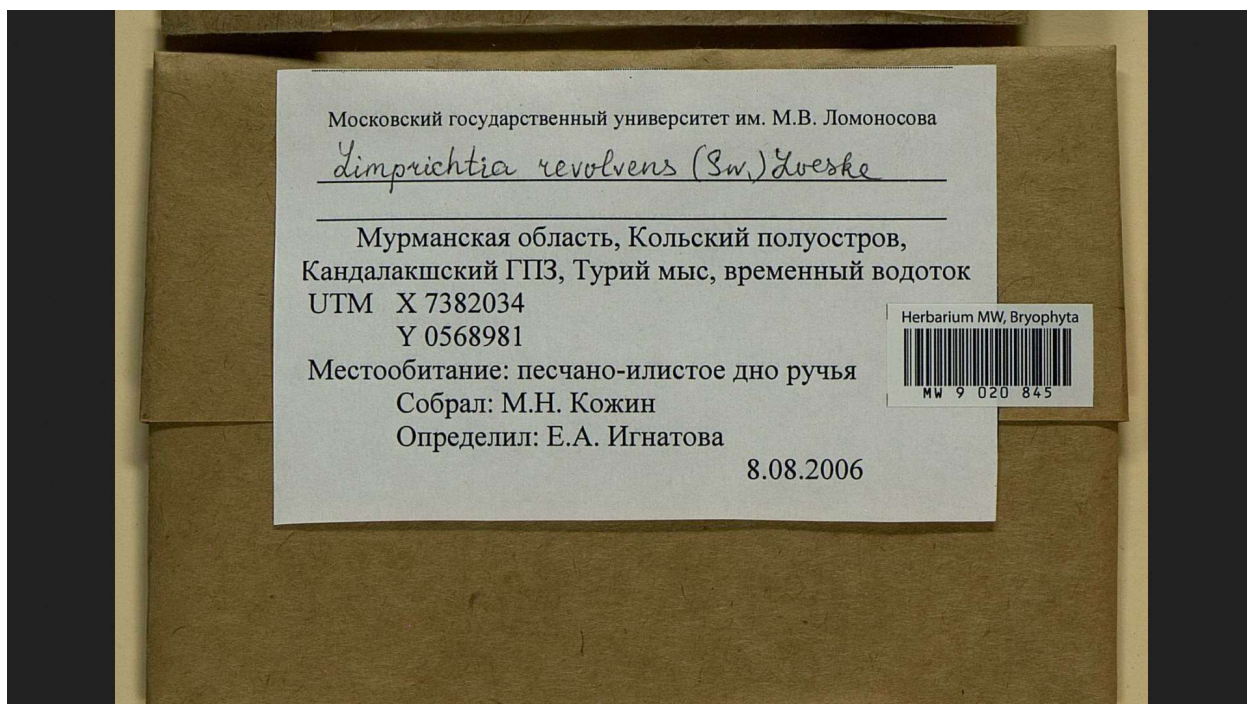 Московский государственный университет им. М.В. Ломоносова
Limprichtia revolvens (Sw.) Loeske
Мурманская область, Кольский полуостров,
Кандалакшский ГПЗ, Турий мыс, временный водоток
UTM X 7382034
Y 0568981
Herbarium MW, Bryophyta
MW 9 020 845
Местообитание: песчано-илистое дно ручья
Собрал: М.Н. Кожин
Определил: Е.А. Игнатова
8.08.2006